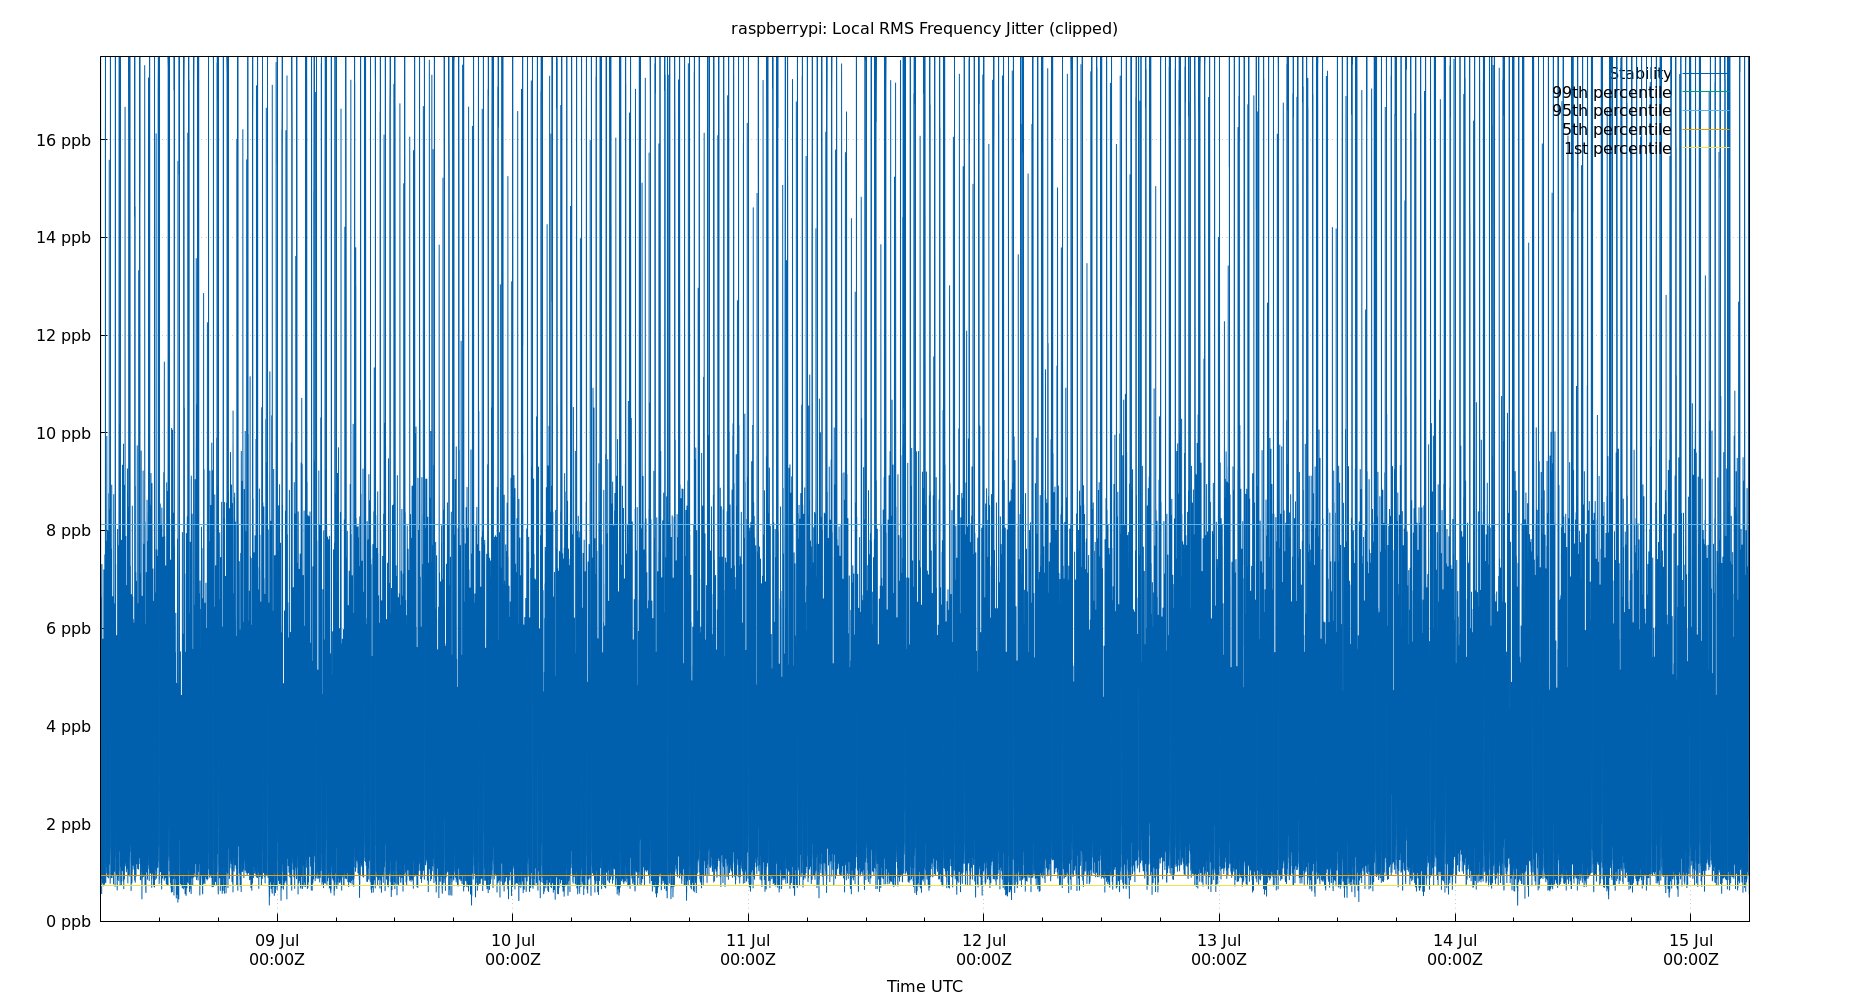 raspberrypi: Local RMS Frequency Jitter (clipped)
Stability
99th percentile
95th percentile
5th percentile
1st percentile
16 ppb
14 ppb
12 ppb
10 ppb
8 ppb
6 ppb
4 ppb
2 ppb
0 ppb
09 Jul 10 Jul 11 Jul 12 Jul 13 Jul 14 Jul 15 Jul
00:00Z 00:00Z 00:00Z 00:00Z 00:00Z 00:00Z 00:00Z
Time UTC